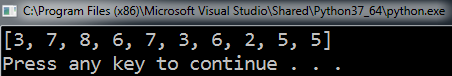 C:\Program Files (x86)\Microsoft Visual Studio\Shared\Python37_64\python.exe
[3, 7, 8, 6, 7, 3, 6, 2, 5, 5]
Press any key to continue . . .